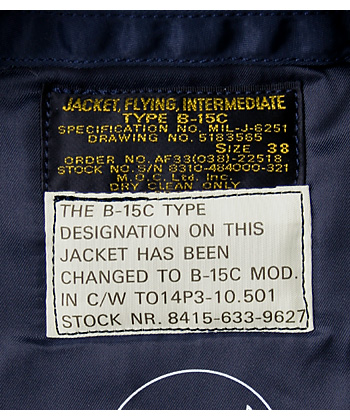 JACKET, FLYING, INTERMEDIATE
TYPE B-15C
SPECIFICATION NO. MIL-J-6251
DRAWING NO. 5183585
SIZE 38
ORDER NO. AF33(038)-22518
STOCK NO. S/N 8310-484000-321
M.O.C. Ltd. Inc.
DRY CLEAN ONLY
THE B-15C TYPE
DESIGNATION ON THIS
JACKET HAS BEEN
CHANGED TO B-15C MOD.
IN C/W TO14P3-10.501
STOCK NR. 8415-633-9627